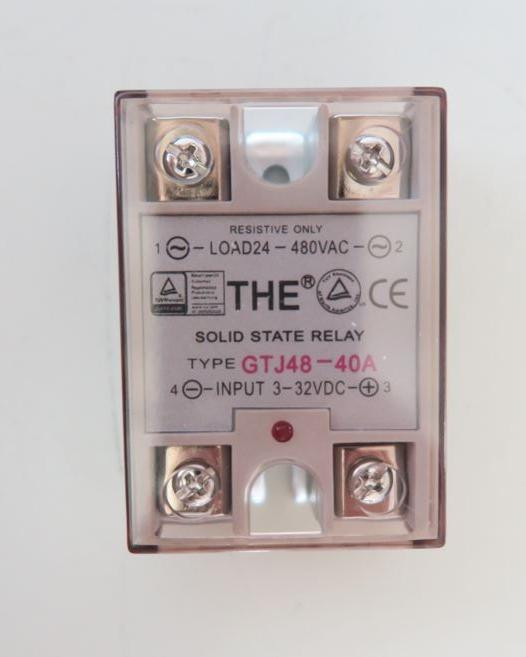 RESISTIVE ONLY
1 ~ – LOAD24 – 480VAC – ~ 2
THE® CE
SOLID STATE RELAY
TYPE GTJ48–40A
4 ⊖–INPUT 3–32VDC–⊕ 3